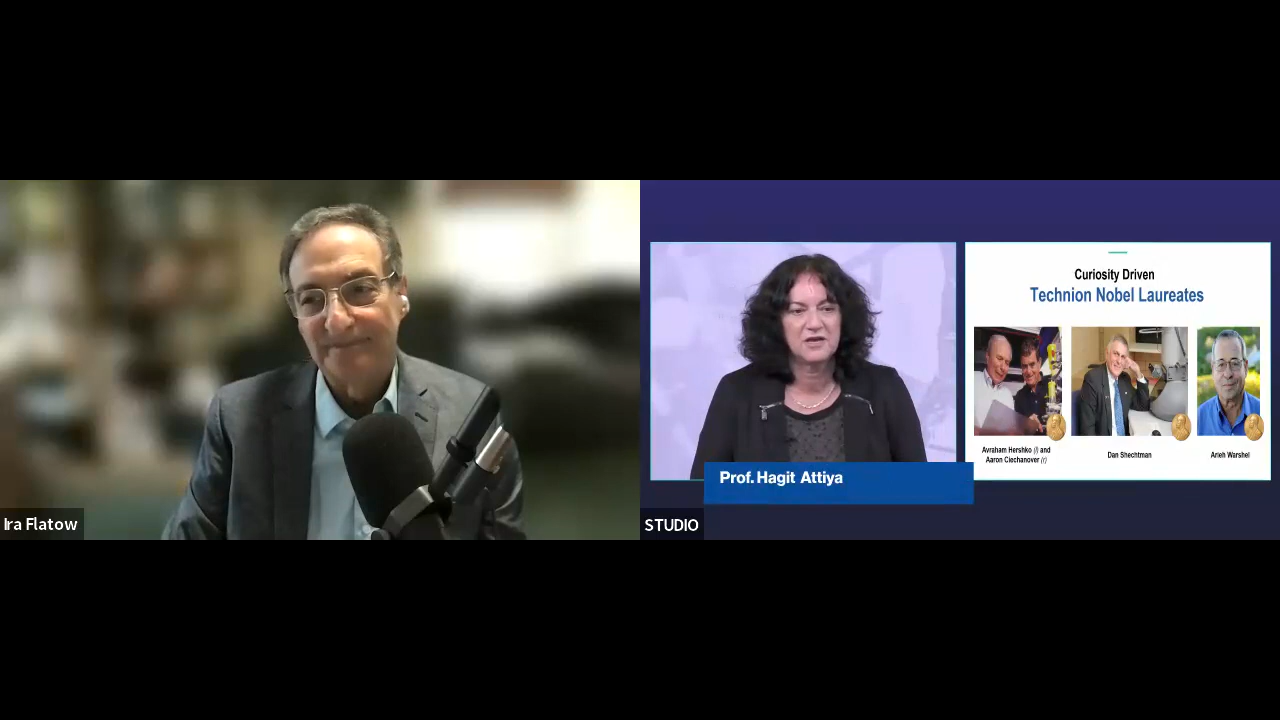 Curiosity Driven
Technion Nobel Laureates
Avraham Hershko (l) and
Aaron Ciechanover (r)
Dan Shechtman
Arieh Warshel
Prof. Hagit Attiya
Ira Flatow
STUDIO